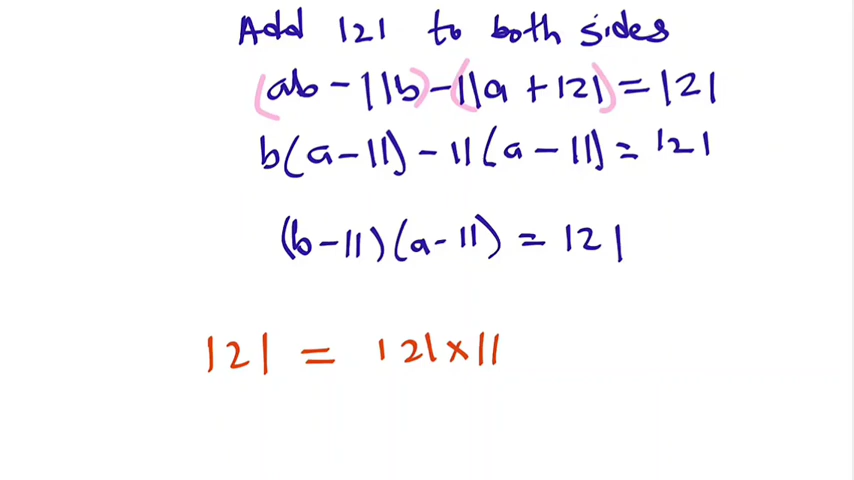 Add 121 to both sides
(ab - 11b) - (11a + 121) = 121
b(a - 11) - 11(a - 11) = 121
(b - 11)(a - 11) = 121
121 = 121 × 11